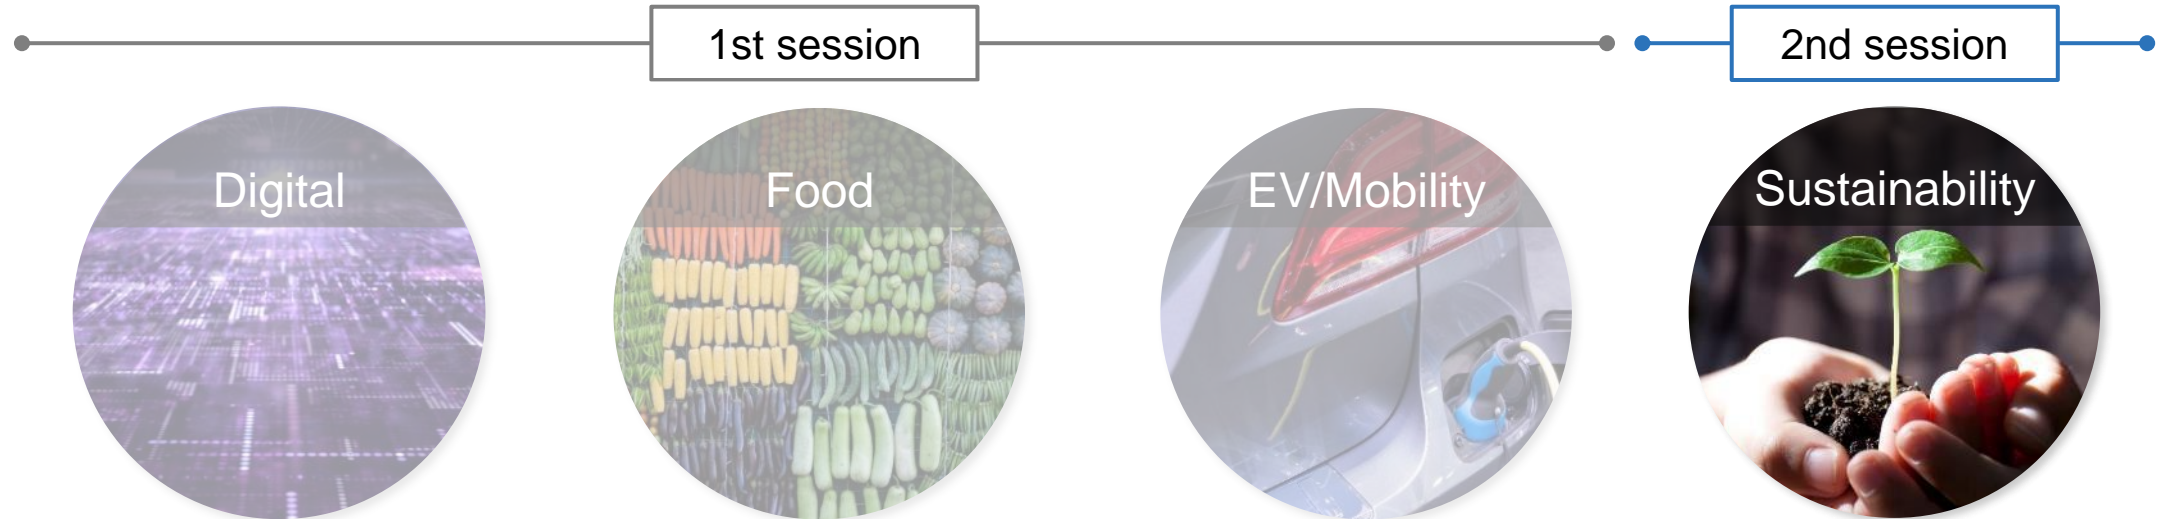 1st session
2nd session
Digital
Food
EV/Mobility
Sustainability